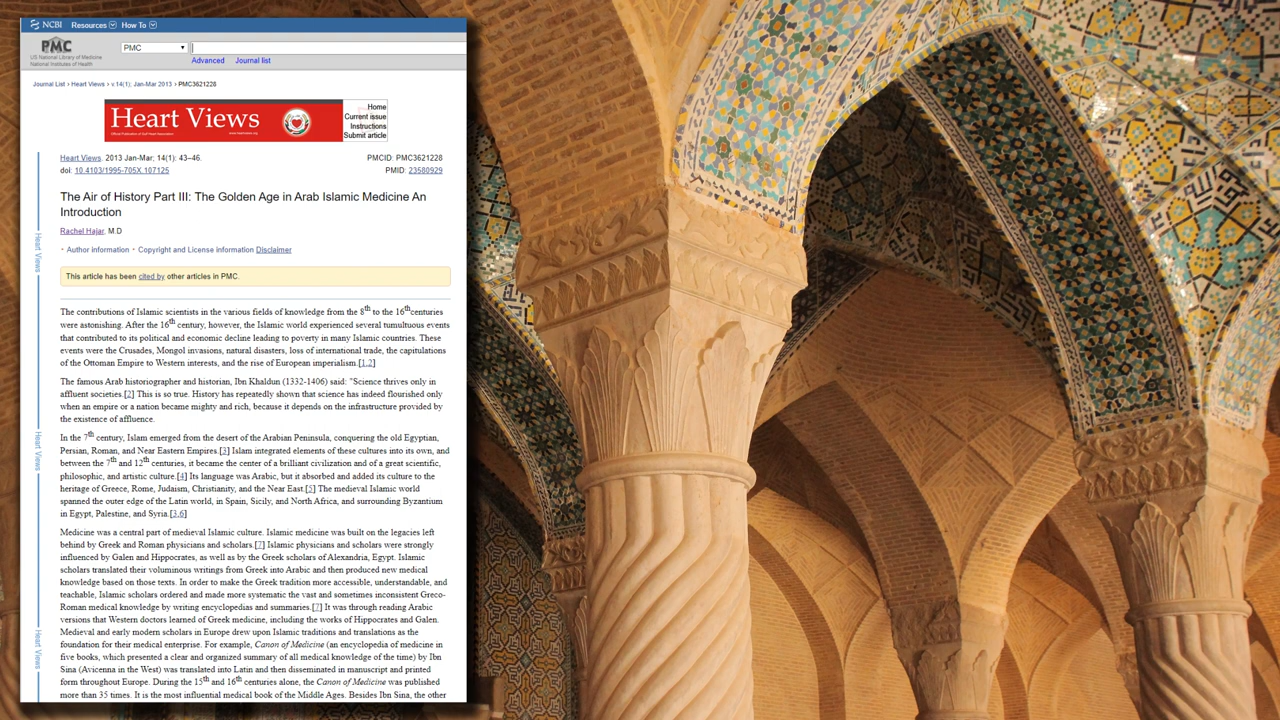 NCBI Resources How To
PMC
US National Library of Medicine
National Institutes of Health
PMC
Advanced Journal list
Journal List › Heart Views › v.14(1); Jan-Mar 2013 › PMC3621228
Heart Views
Official Publication of Gulf Heart Association
www.heartviews.org
Home
Current issue
Instructions
Submit article
Heart Views. 2013 Jan-Mar; 14(1): 43–46. PMCID: PMC3621228
doi: 10.4103/1995-705X.107125 PMID: 23580929
The Air of History Part III: The Golden Age in Arab Islamic Medicine An
Introduction
Rachel Hajar, M.D
Author information • Copyright and License information Disclaimer
This article has been cited by other articles in PMC.
The contributions of Islamic scientists in the various fields of knowledge from the 8th to the 16th centuries
were astonishing. After the 16th century, however, the Islamic world experienced several tumultuous events
that contributed to its political and economic decline leading to poverty in many Islamic countries. These
events were the Crusades, Mongol invasions, natural disasters, loss of international trade, the capitulations
of the Ottoman Empire to Western interests, and the rise of European imperialism.[1,2]
The famous Arab historiographer and historian, Ibn Khaldun (1332-1406) said: "Science thrives only in
affluent societies.[2] This is so true. History has repeatedly shown that science has indeed flourished only
when an empire or a nation became mighty and rich, because it depends on the infrastructure provided by
the existence of affluence.
In the 7th century, Islam emerged from the desert of the Arabian Peninsula, conquering the old Egyptian,
Persian, Roman, and Near Eastern Empires.[3] Islam integrated elements of these cultures into its own, and
between the 7th and 12th centuries, it became the center of a brilliant civilization and of a great scientific,
philosophic, and artistic culture.[4] Its language was Arabic, but it absorbed and added its culture to the
heritage of Greece, Rome, Judaism, Christianity, and the Near East.[5] The medieval Islamic world
spanned the outer edge of the Latin world, in Spain, Sicily, and North Africa, and surrounding Byzantium
in Egypt, Palestine, and Syria.[3,6]
Medicine was a central part of medieval Islamic culture. Islamic medicine was built on the legacies left
behind by Greek and Roman physicians and scholars.[7] Islamic physicians and scholars were strongly
influenced by Galen and Hippocrates, as well as by the Greek scholars of Alexandria, Egypt. Islamic
scholars translated their voluminous writings from Greek into Arabic and then produced new medical
knowledge based on those texts. In order to make the Greek tradition more accessible, understandable, and
teachable, Islamic scholars ordered and made more systematic the vast and sometimes inconsistent Greco-
Roman medical knowledge by writing encyclopedias and summaries.[7] It was through reading Arabic
versions that Western doctors learned of Greek medicine, including the works of Hippocrates and Galen.
Medieval and early modern scholars in Europe drew upon Islamic traditions and translations as the
foundation for their medical enterprise. For example, Canon of Medicine (an encyclopedia of medicine in
five books, which presented a clear and organized summary of all medical knowledge of the time) by Ibn
Sina (Avicenna in the West) was translated into Latin and then disseminated in manuscript and printed
form throughout Europe. During the 15th and 16th centuries alone, the Canon of Medicine was published
more than 35 times. It is the most influential medical book of the Middle Ages. Besides Ibn Sina, the other
Heart Views
Heart Views
Heart Views